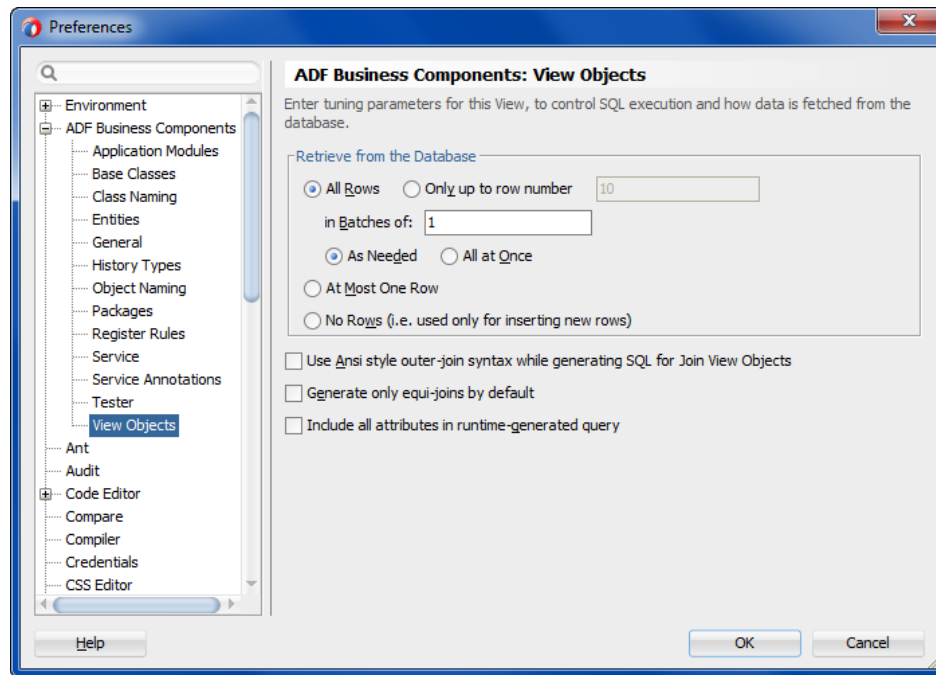 Preferences
Environment
ADF Business Components
Application Modules
Base Classes
Class Naming
Entities
General
History Types
Object Naming
Packages
Register Rules
Service
Service Annotations
Tester
View Objects
Ant
Audit
Code Editor
Compare
Compiler
Credentials
CSS Editor
ADF Business Components: View Objects
Enter tuning parameters for this View, to control SQL execution and how data is fetched from the
database.
Retrieve from the Database
All Rows Only up to row number 10
in Batches of: 1
As Needed All at Once
At Most One Row
No Rows (i.e. used only for inserting new rows)
Use Ansi style outer-join syntax while generating SQL for Join View Objects
Generate only equi-joins by default
Include all attributes in runtime-generated query
Help OK Cancel